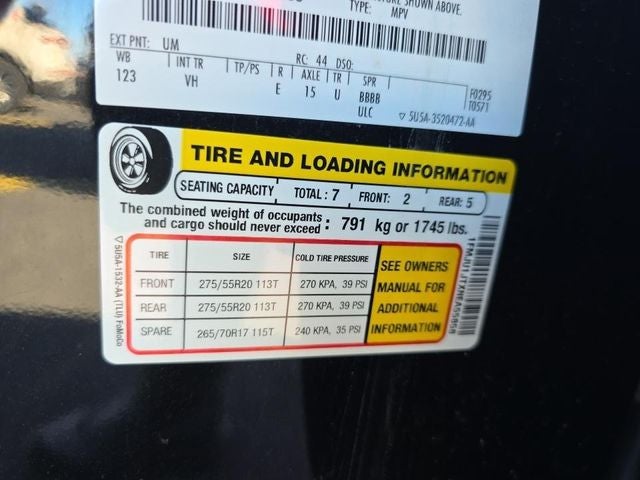 SHOWN ABOVE.
TYPE: MPV
EXT PNT: UM RC: 44 DSO:
WB INT TR TP/PS R AXLE TR SPR
123 VH E 15 U BBBB
ULC
F0295
T0571
▽ 5U5A-3520472-AA
TIRE AND LOADING INFORMATION
SEATING CAPACITY TOTAL: 7 FRONT: 2 REAR: 5
The combined weight of occupants
and cargo should never exceed : 791 kg or 1745 lbs.
TIRE SIZE COLD TIRE PRESSURE
FRONT 275/55R20 113T 270 KPA, 39 PSI
REAR 275/55R20 113T 270 KPA, 39 PSI
SPARE 265/70R17 115T 240 KPA, 35 PSI
SEE OWNERS
MANUAL FOR
ADDITIONAL
INFORMATION
▽ 5U5A-1532-AA (TLU) FoMoCo